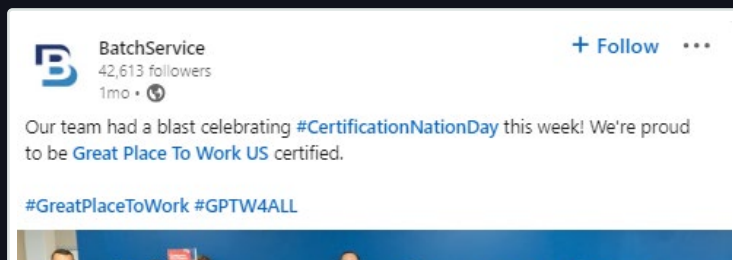 BatchService
+ Follow
42,613 followers
1mo •
Our team had a blast celebrating #CertificationNationDay this week! We're proud
to be Great Place To Work US certified.
#GreatPlaceToWork #GPTW4ALL